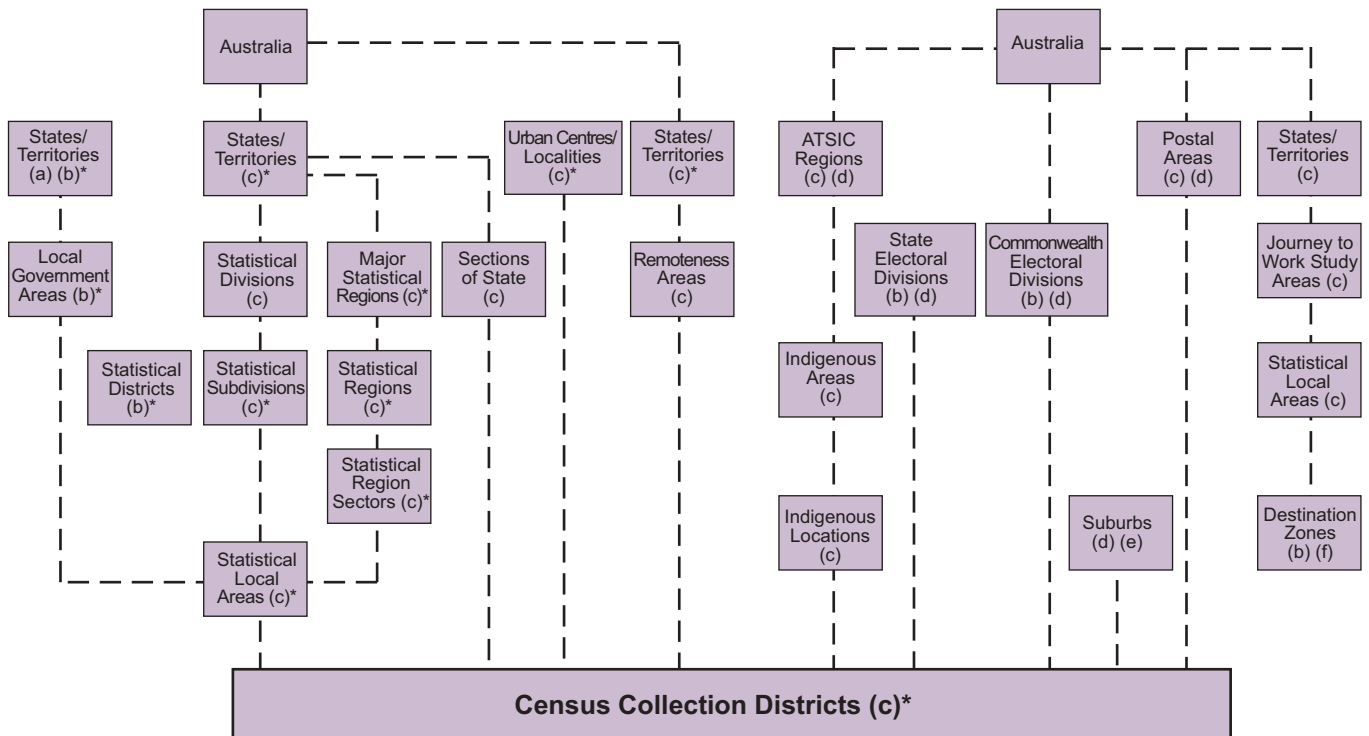 Australia
Australia
States/
Territories
(a) (b)*
States/
Territories
(c)*
Urban Centres/
Localities
(c)*
States/
Territories
(c)*
ATSIC
Regions
(c) (d)
Postal
Areas
(c) (d)
States/
Territories
(c)
Local
Government
Areas (b)*
Statistical
Divisions
(c)
Major
Statistical
Regions (c)*
Sections
of State
(c)
Remoteness
Areas
(c)
State
Electoral
Divisions
(b) (d)
Commonwealth
Electoral
Divisions
(b) (d)
Journey to
Work Study
Areas (c)
Statistical
Districts
(b)*
Statistical
Subdivisions
(c)*
Statistical
Regions
(c)*
Indigenous
Areas
(c)
Statistical
Local
Areas (c)
Statistical
Region
Sectors (c)*
Indigenous
Locations
(c)
Suburbs
(d) (e)
Destination
Zones
(b) (f)
Statistical
Local
Areas (c)*
Census Collection Districts (c)*